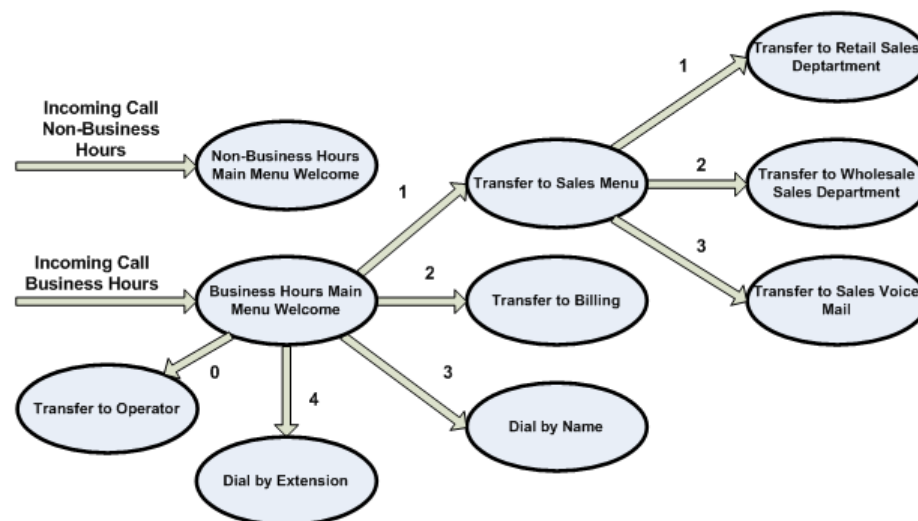 Transfer to Retail Sales
Deptartment
1
Incoming Call
Non-Business
Hours
Non-Business Hours
Main Menu Welcome
1
Transfer to Sales Menu
2
Transfer to Wholesale
Sales Department
3
Incoming Call
Business Hours
Business Hours Main
Menu Welcome
2
Transfer to Billing
Transfer to Sales Voice
Mail
0
Transfer to Operator
4
3
Dial by Name
Dial by Extension